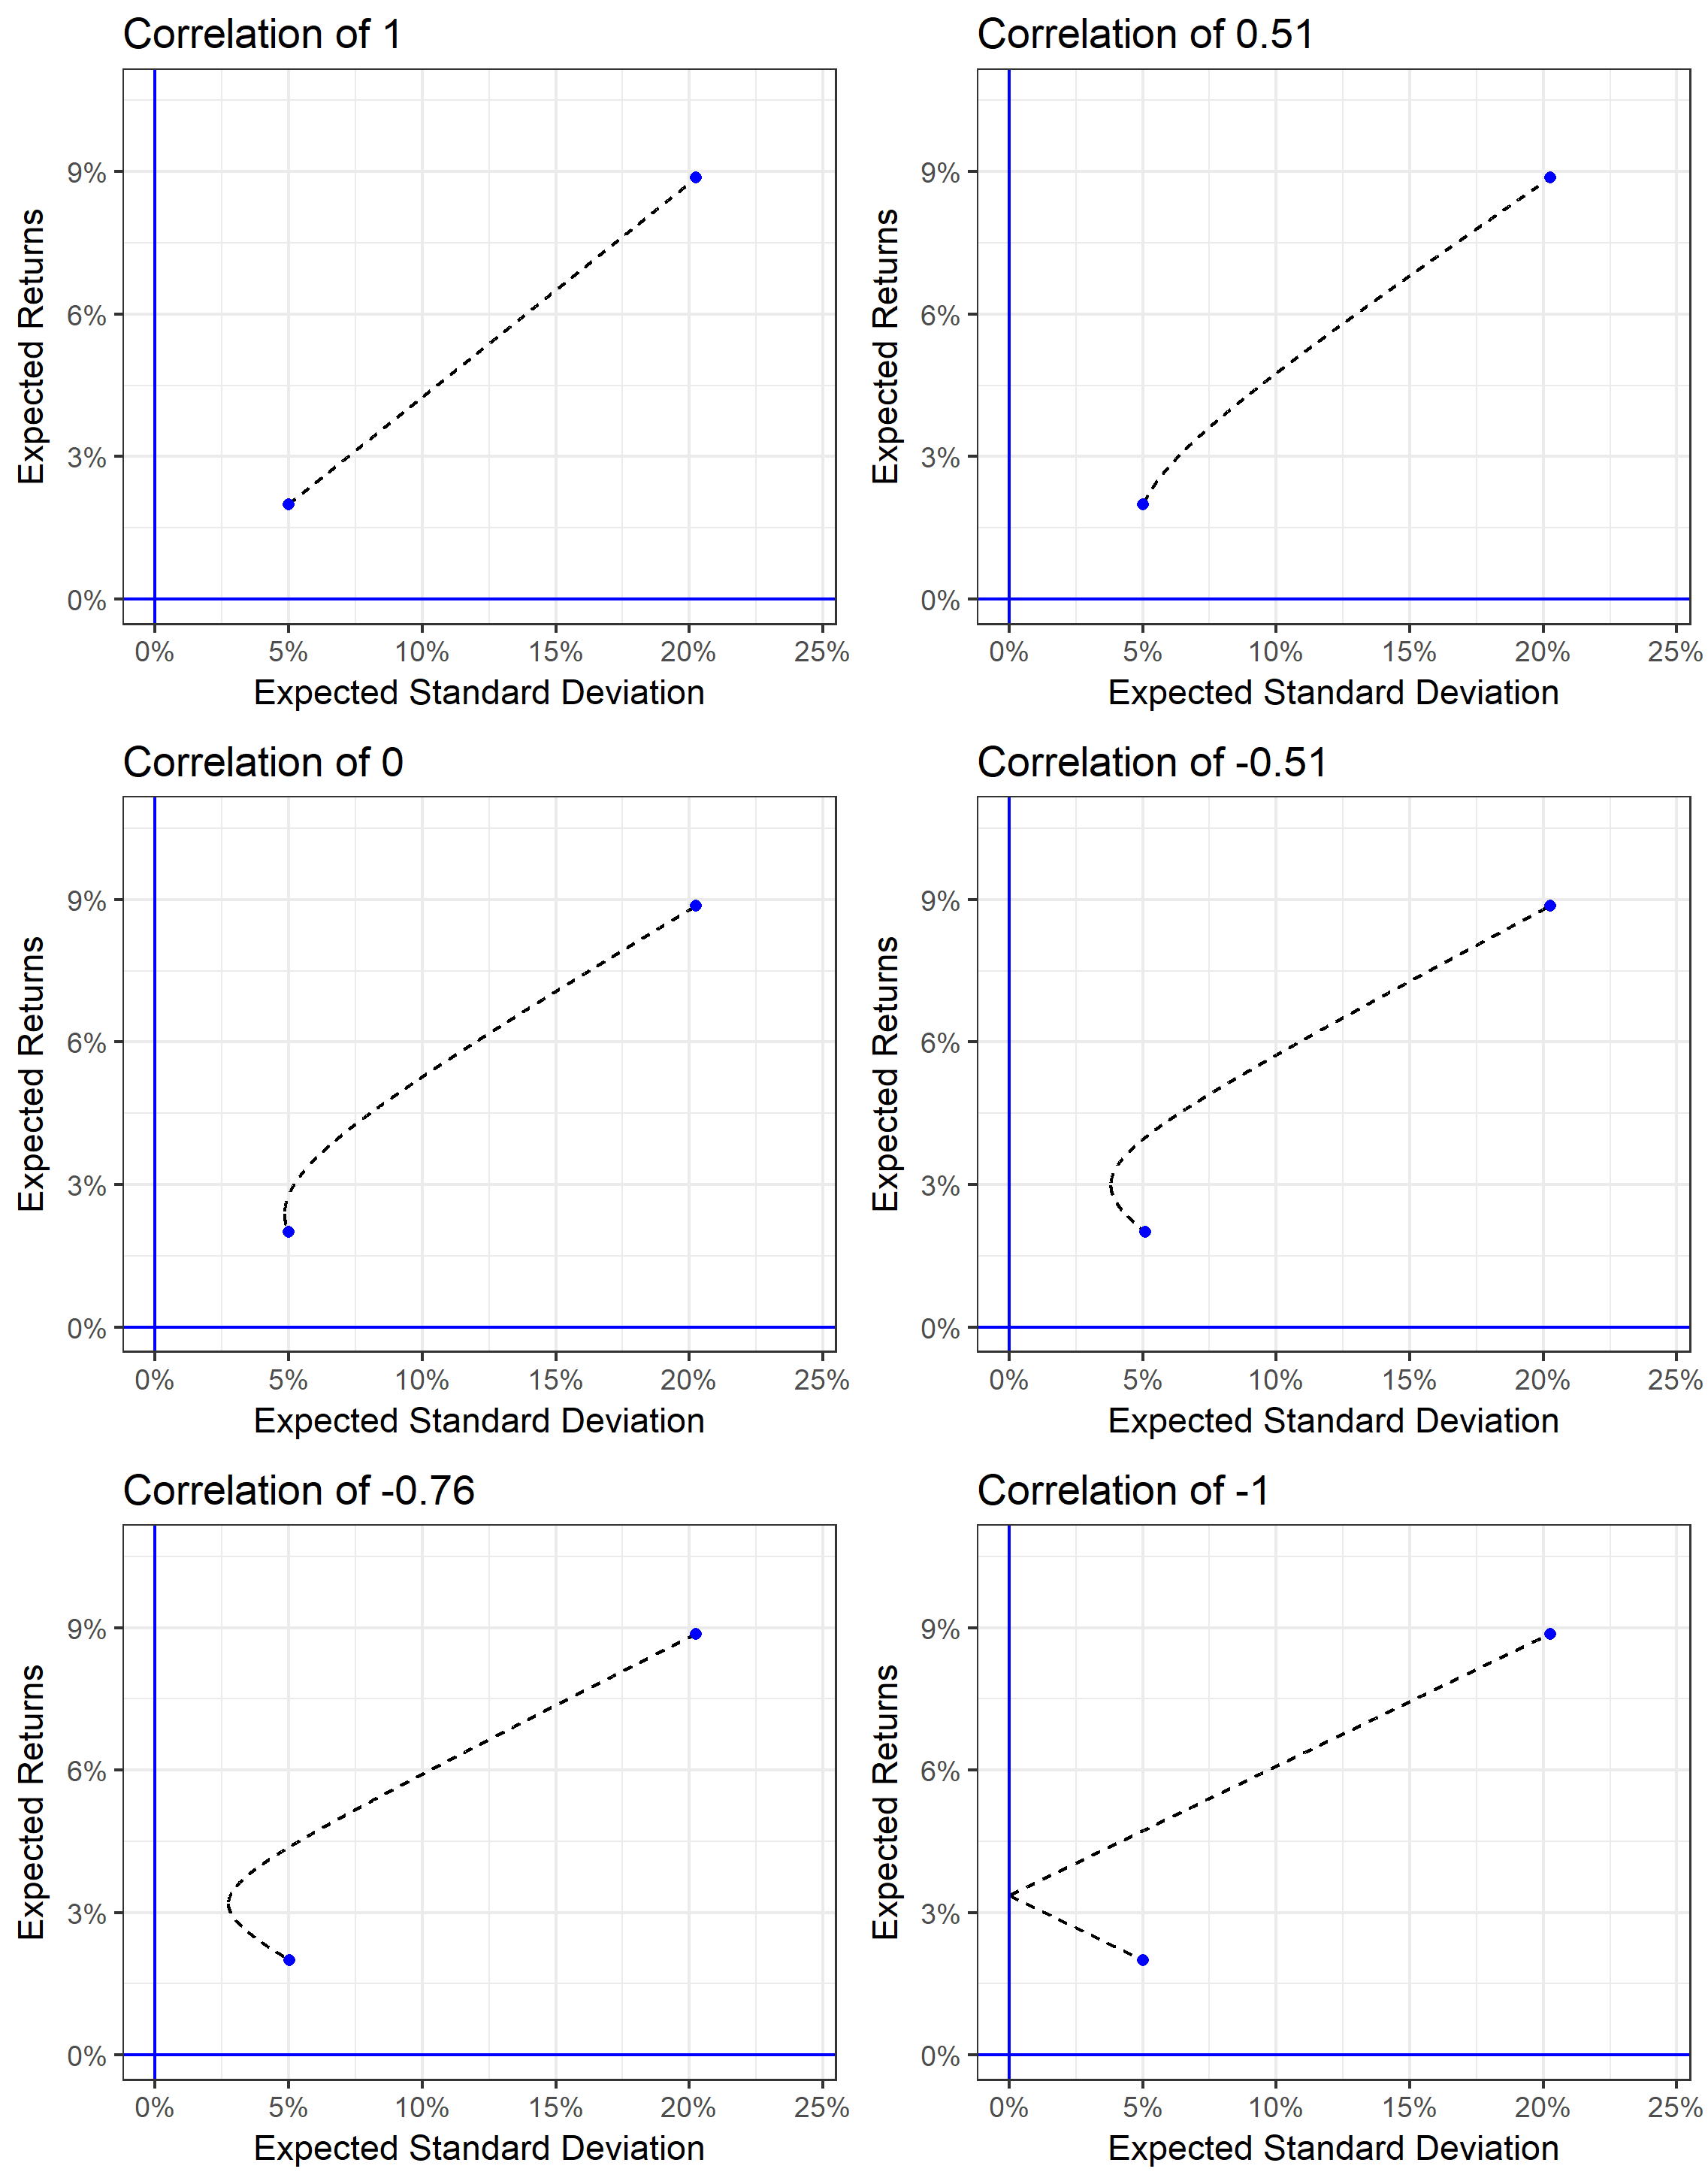 Correlation of 1
Expected Returns
9%
6%
3%
0%
0% 5% 10% 15% 20% 25%
Expected Standard Deviation
Correlation of 0.51
Expected Returns
9%
6%
3%
0%
0% 5% 10% 15% 20% 25%
Expected Standard Deviation
Correlation of 0
Expected Returns
9%
6%
3%
0%
0% 5% 10% 15% 20% 25%
Expected Standard Deviation
Correlation of -0.51
Expected Returns
9%
6%
3%
0%
0% 5% 10% 15% 20% 25%
Expected Standard Deviation
Correlation of -0.76
Expected Returns
9%
6%
3%
0%
0% 5% 10% 15% 20% 25%
Expected Standard Deviation
Correlation of -1
Expected Returns
9%
6%
3%
0%
0% 5% 10% 15% 20% 25%
Expected Standard Deviation